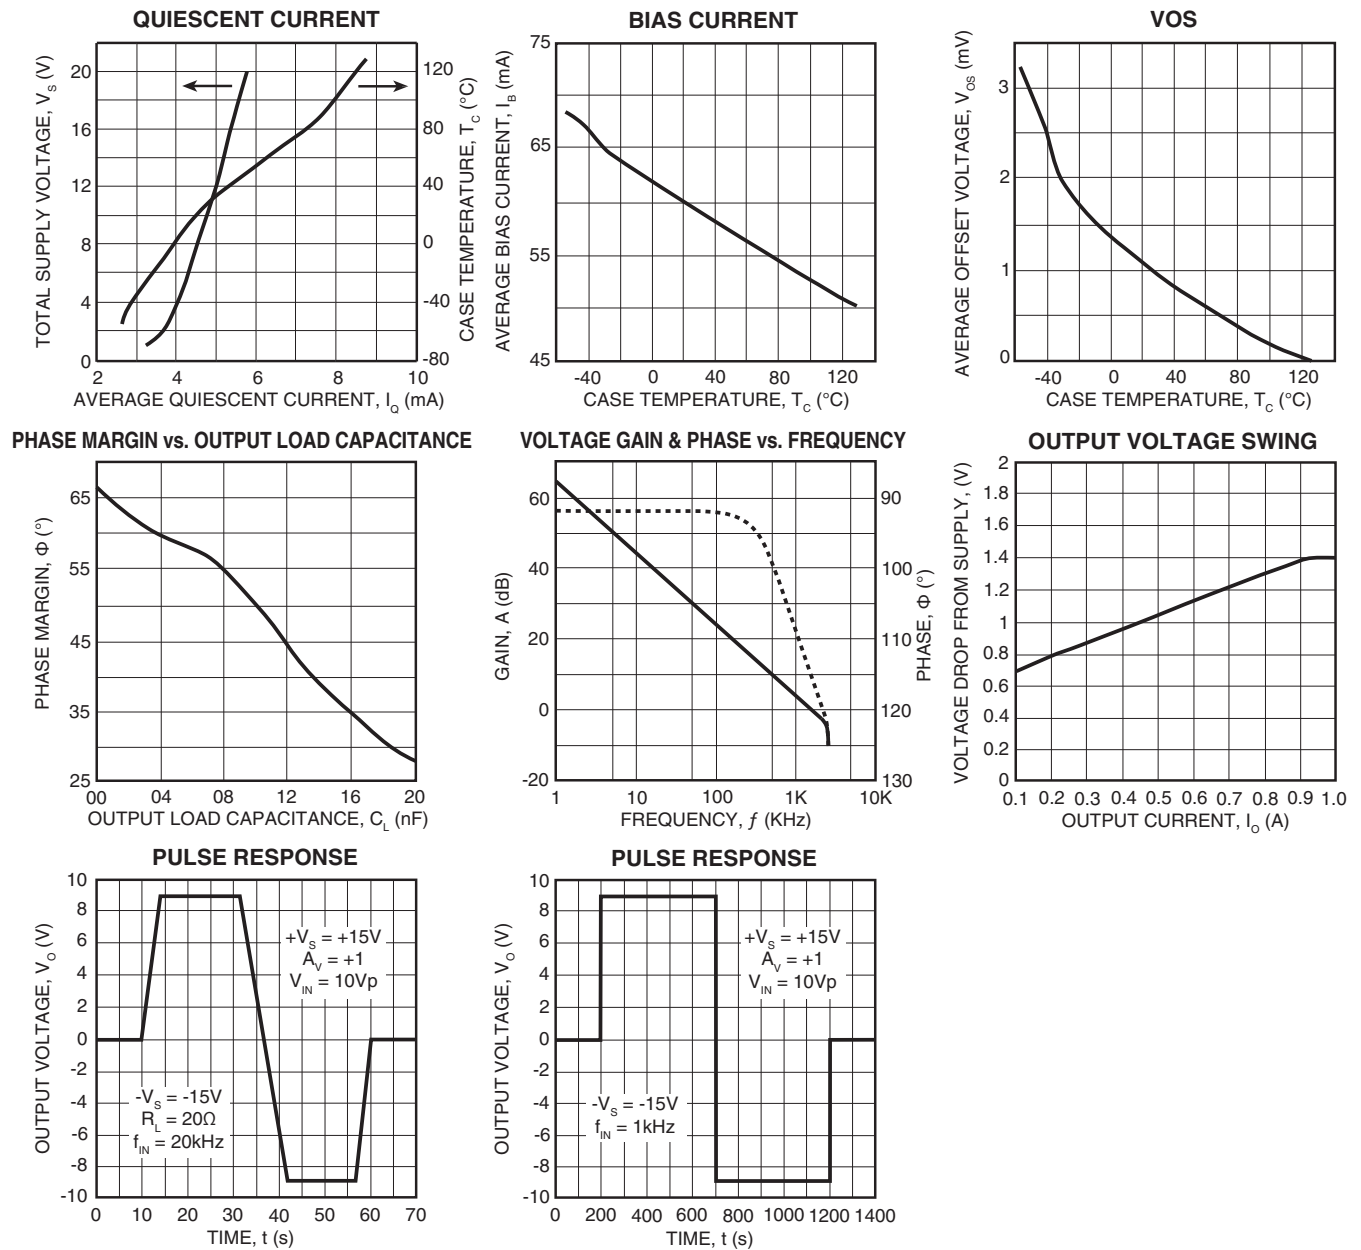 QUIESCENT CURRENT
TOTAL SUPPLY VOLTAGE, VS (V)
20
16
12
8
4
0
120
80
40
0
-40
-80
CASE TEMPERATURE, TC (°C)
2 4 6 8 10
AVERAGE QUIESCENT CURRENT, IQ (mA)
BIAS CURRENT
AVERAGE BIAS CURRENT, IB (mA)
75
65
55
45
-40 0 40 80 120
CASE TEMPERATURE, TC (°C)
VOS
AVERAGE OFFSET VOLTAGE, VOS (mV)
3
2
1
0
-40 0 40 80 120
CASE TEMPERATURE, TC (°C)
PHASE MARGIN vs. OUTPUT LOAD CAPACITANCE
PHASE MARGIN, Φ (°)
65
55
45
35
25
00 04 08 12 16 20
OUTPUT LOAD CAPACITANCE, CL (nF)
VOLTAGE GAIN & PHASE vs. FREQUENCY
GAIN, A (dB)
60
40
20
0
-20
90
100
110
120
130
PHASE, Φ (°)
1 10 100 1K 10K
FREQUENCY, ƒ (KHz)
OUTPUT VOLTAGE SWING
VOLTAGE DROP FROM SUPPLY, (V)
2
1.8
1.6
1.4
1.2
1
0.8
0.6
0.4
0.2
0
0.1 0.2 0.3 0.4 0.5 0.6 0.7 0.8 0.9 1.0
OUTPUT CURRENT, IO (A)
PULSE RESPONSE
OUTPUT VOLTAGE, VO (V)
10
8
6
4
2
0
-2
-4
-6
-8
-10
+VS = +15V
AV = +1
VIN = 10Vp
-VS = -15V
RL = 20Ω
fIN = 20kHz
0 10 20 30 40 50 60 70
TIME, t (s)
PULSE RESPONSE
OUTPUT VOLTAGE, VO (V)
10
8
6
4
2
0
-2
-4
-6
-8
-10
+VS = +15V
AV = +1
VIN = 10Vp
-VS = -15V
fIN = 1kHz
0 200 400 600 800 1000 1200 1400
TIME, t (s)